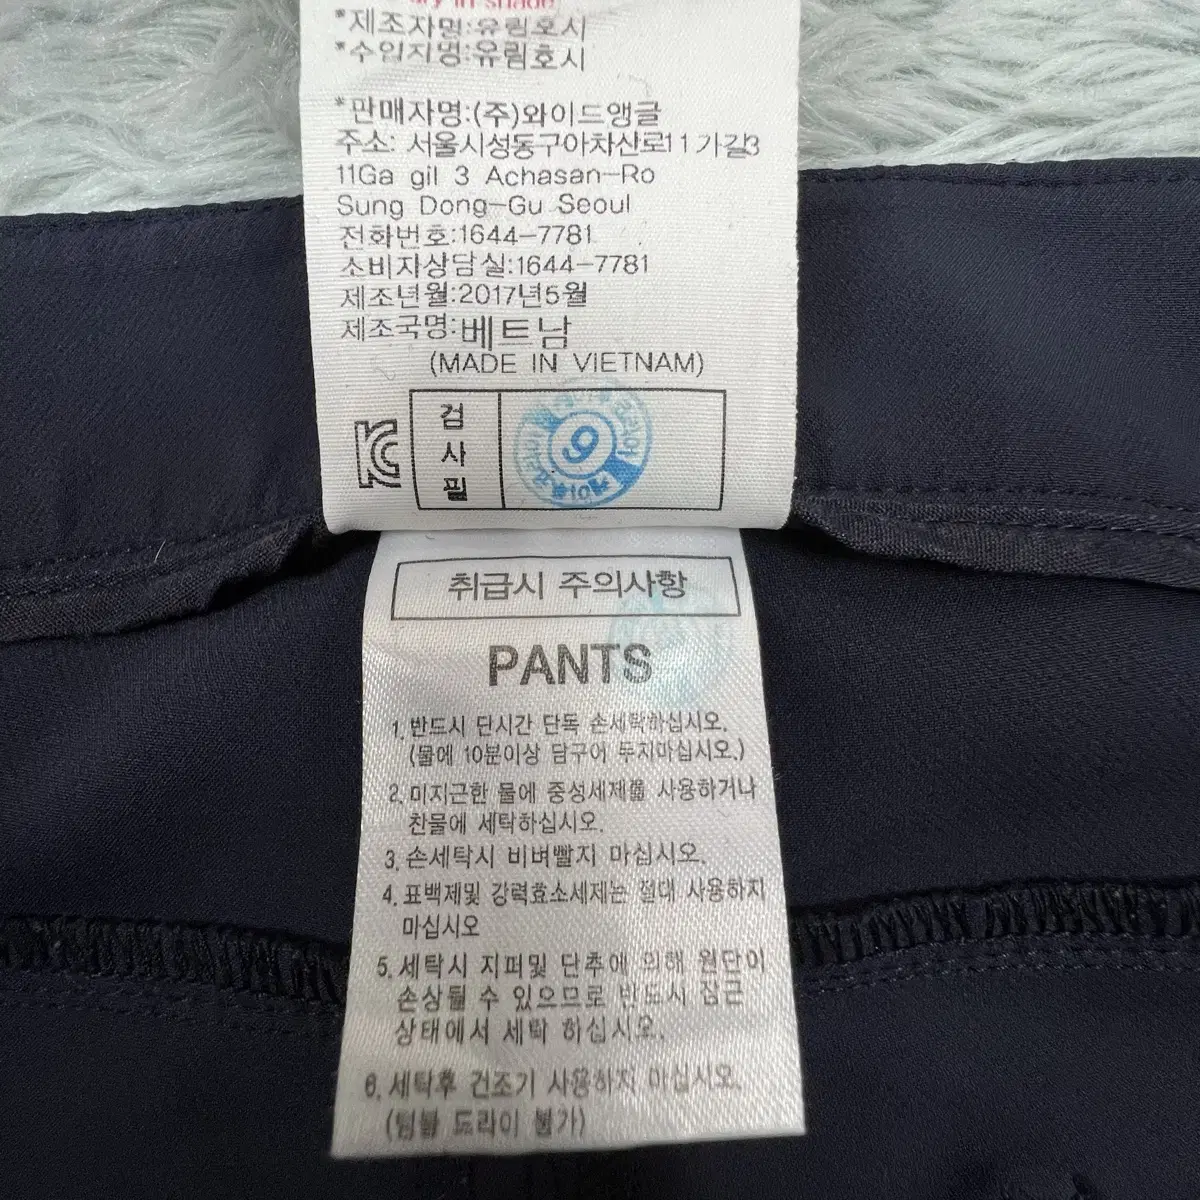 dry in shade
*제조자명:유림호시
*수입자명:유림호시
*판매자명:(주)와이드앵글
주소: 서울시성동구아차산로11가길3
11Ga gil 3 Achasan-Ro
Sung Dong-Gu Seoul
전화번호:1644-7781
소비자상담실:1644-7781
제조년월:2017년5월
제조국명:베트남
(MADE IN VIETNAM)
검
사
필
9
취급시 주의사항
PANTS
1. 반드시 단시간 단독 손세탁하십시오.
(물에 10분이상 담구어 두지마십시오.)
2. 미지근한 물에 중성세제를 사용하거나
찬물에 세탁하십시오.
3. 손세탁시 비벼빨지 마십시오.
4. 표백제및 강력효소세제는 절대 사용하지
마십시오
5. 세탁시 지퍼및 단추에 의해 원단이
손상될 수 있으므로 반드시 잠근
상태에서 세탁 하십시오.
6. 세탁후 건조기 사용하지 마십시오.
(텀블 드라이 불가)